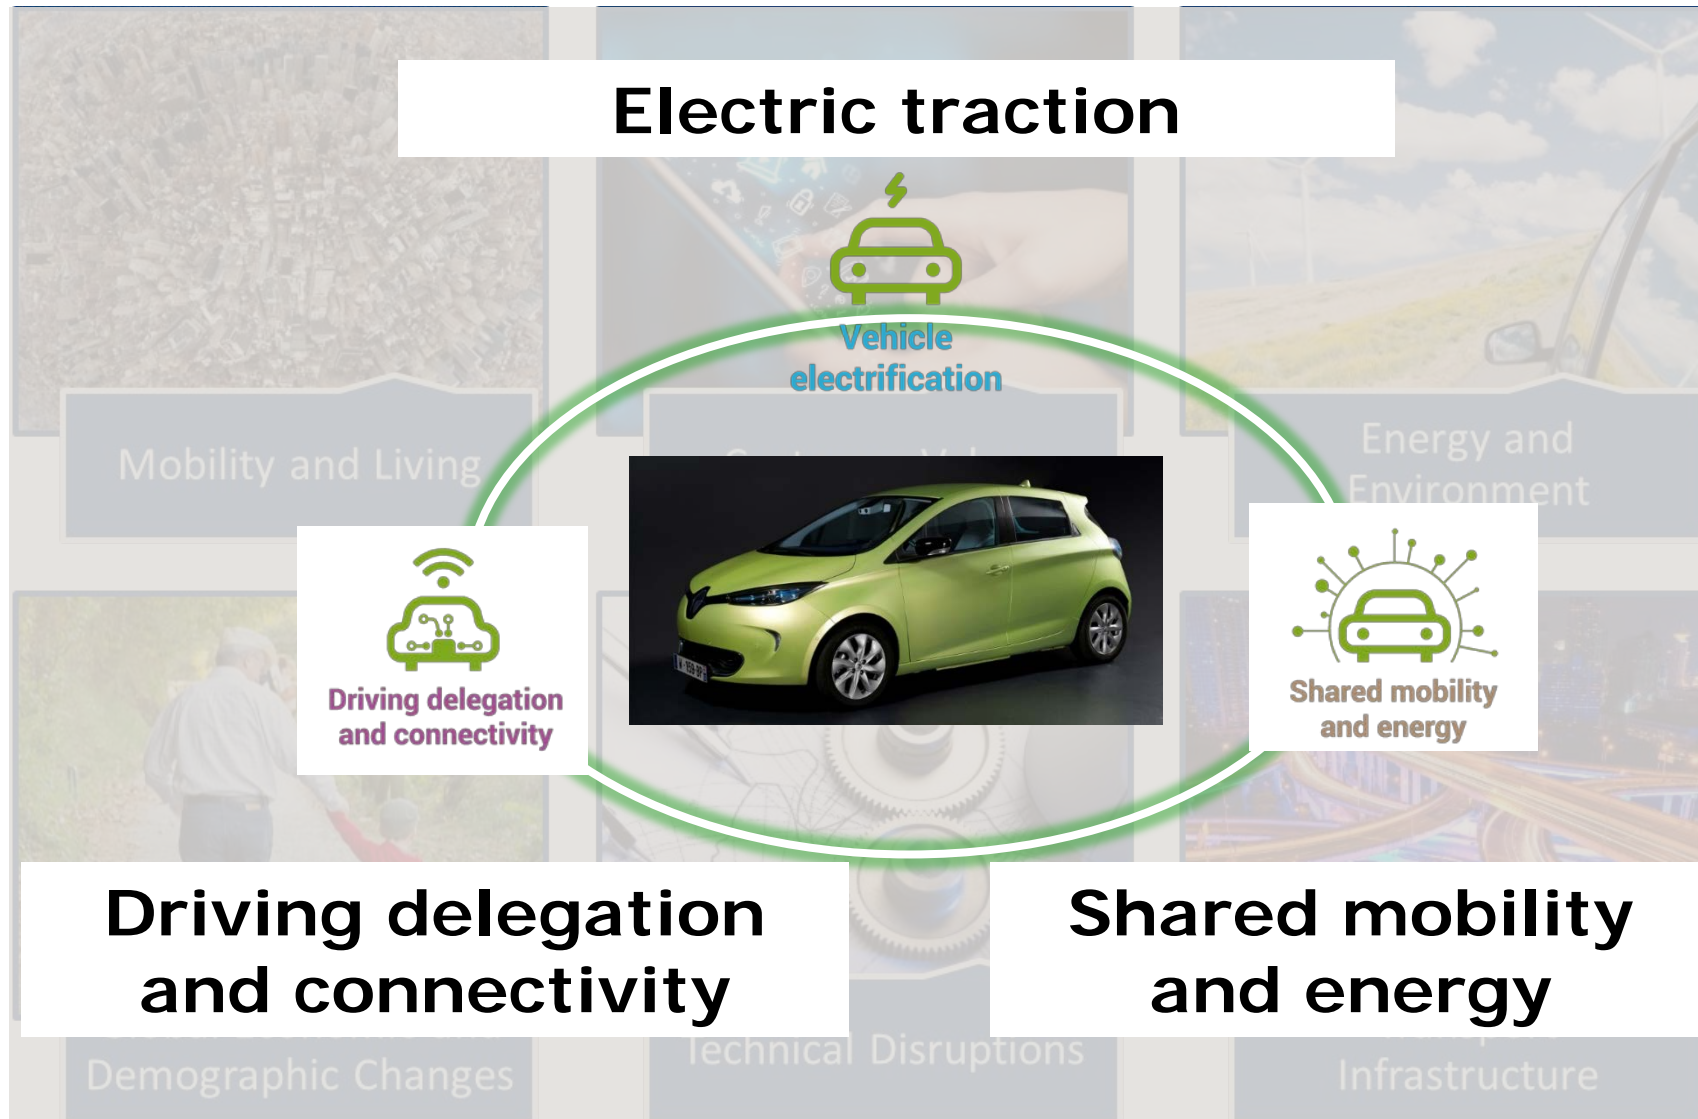 Electric traction
Vehicle
electrification
Mobility and Living
Energy and
Environment
Driving delegation
and connectivity
Shared mobility
and energy
Driving delegation
and connectivity
Shared mobility
and energy
Demographic Changes
Technical Disruptions
Infrastructure